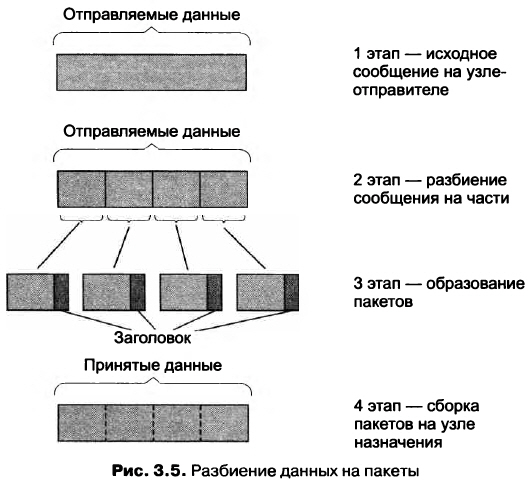 Отправляемые данные
1 этап — исходное
сообщение на узле-
отправителе
Отправляемые данные
2 этап — разбиение
сообщения на части
3 этап — образование
пакетов
Заголовок
Принятые данные
4 этап — сборка
пакетов на узле
назначения
Рис. 3.5. Разбиение данных на пакеты